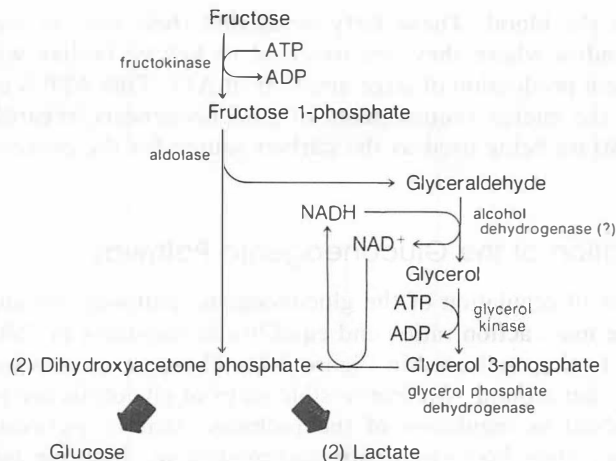 Fructose
fructokinase
ATP
ADP
Fructose 1-phosphate
aldolase
Glyceraldehyde
NADH
alcohol
dehydrogenase (?)
NAD+
Glycerol
ATP
glycerol
kinase
ADP
(2) Dihydroxyacetone phosphate
Glycerol 3-phosphate
glycerol phosphate
dehydrogenase
Glucose
(2) Lactate